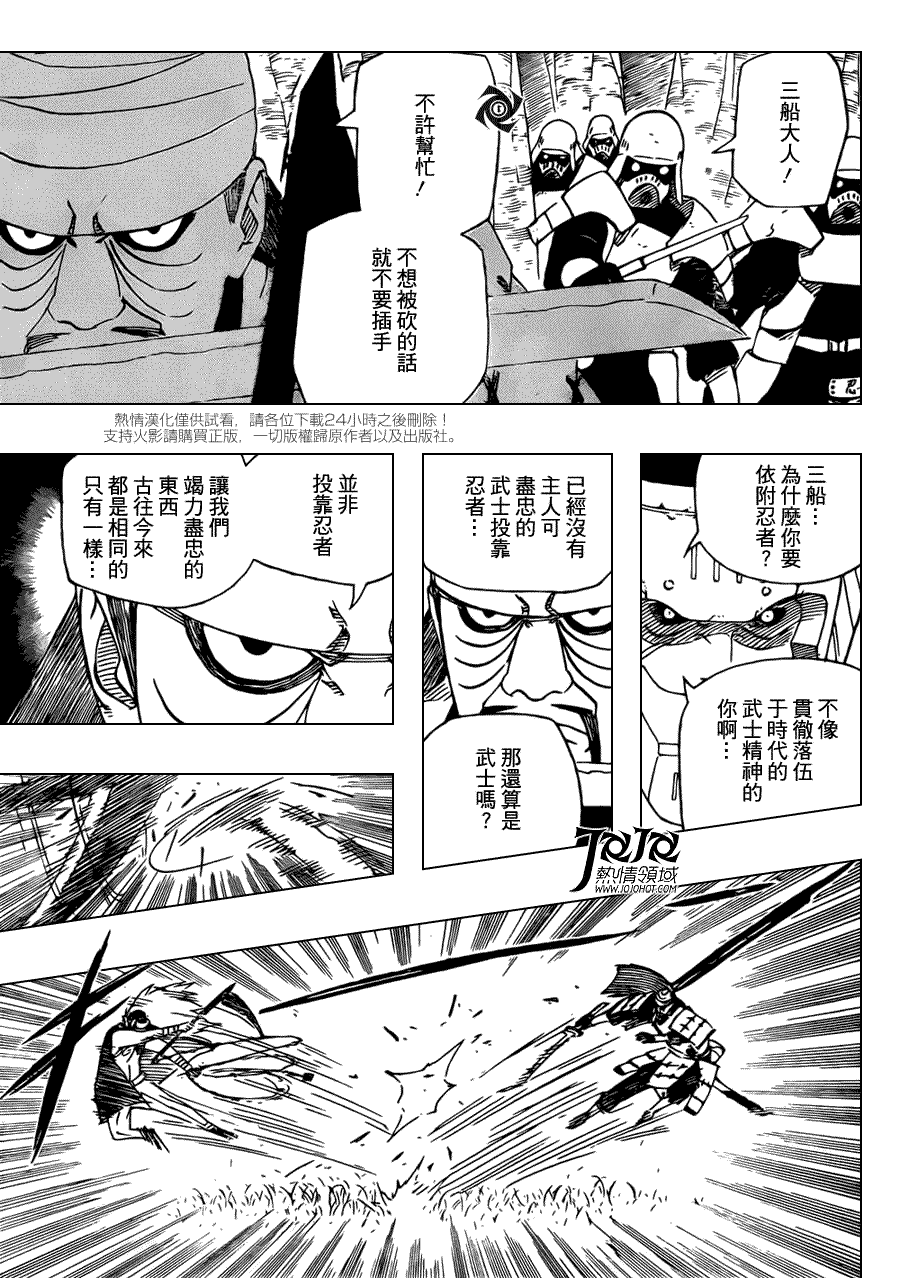 三船大人！
不許幫忙！
不想被砍的話
就不要插手
熱情漢化僅供試看，請各位下載24小時之後刪除！
支持火影請購買正版，一切版權歸原作者以及出版社。
三船…
為什麼你要
依附忍者？
不像
貫徹落伍
于時代的
武士精神的
你啊…
已經沒有
主人可
盡忠的
武士投靠
忍者…
那還算是
武士嗎？
並非
投靠忍者
讓我們
竭力盡忠的
東西
古往今來
都是相同的
只有一樣…
忍
JOJO
熱情領域
WWW.JOJOHOT.COM